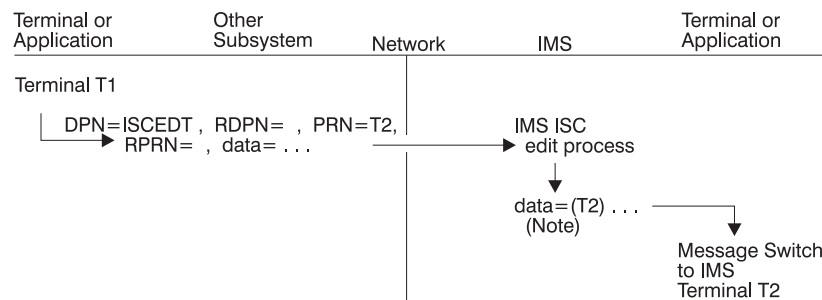 Terminal or
Application
Other
Subsystem
Network
IMS
Terminal or
Application
Terminal T1
DPN=ISCEDT , RDPN= , PRN=T2,
RPRN= , data= . . .
IMS ISC
edit process
data=(T2) . . .
(Note)
Message Switch
to IMS
Terminal T2